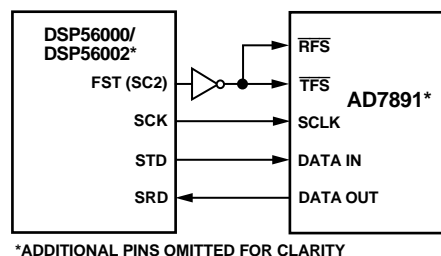 DSP56000/
DSP56002*
FST (SC2)
SCK
STD
SRD
RFS
TFS
SCLK
DATA IN
DATA OUT
AD7891*
*ADDITIONAL PINS OMITTED FOR CLARITY